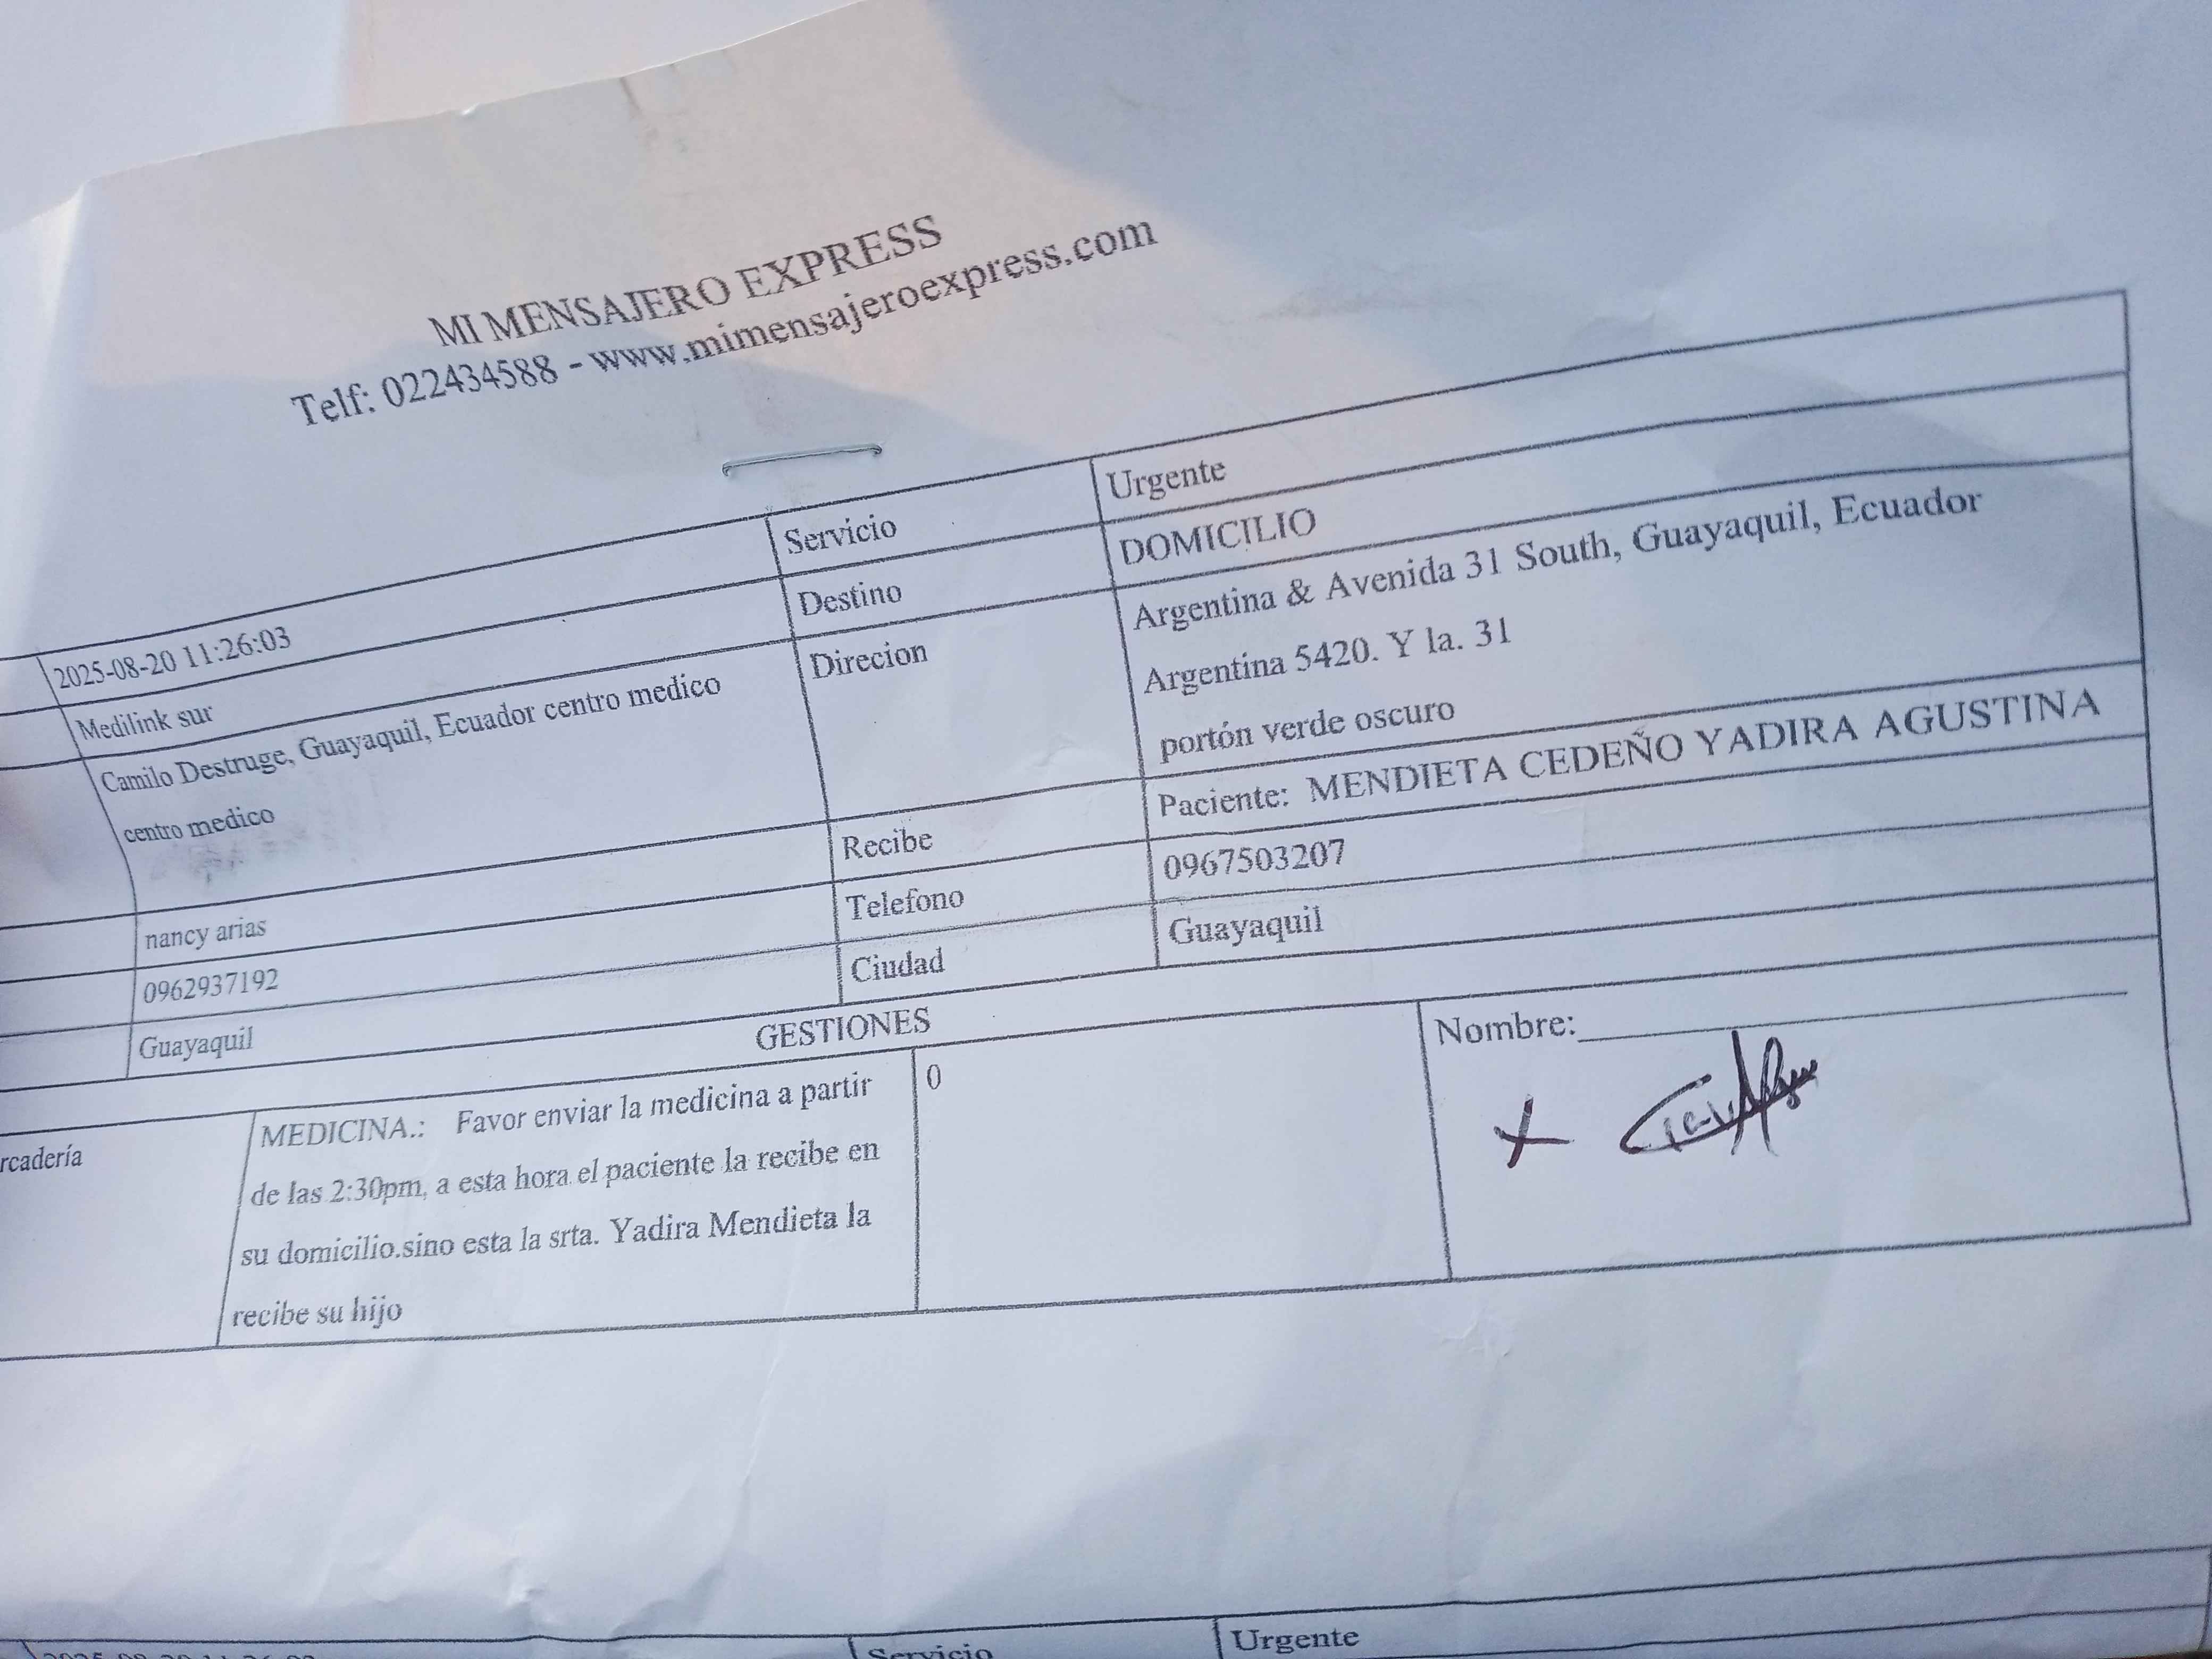 MI MENSAJERO EXPRESS
Telf: 022434588 - www.mimensajeroexpress.com
2025-08-20 11:26:03
Servicio
Urgente
Medilink sur
Destino
DOMICILIO
Camilo Destruge, Guayaquil, Ecuador centro medico
centro medico
Direcion
Argentina & Avenida 31 South, Guayaquil, Ecuador
Argentina 5420. Y la. 31
portón verde oscuro
nancy arias
Recibe
Paciente: MENDIETA CEDEÑO YADIRA AGUSTINA
0962937192
Telefono
0967503207
Guayaquil
Ciudad
Guayaquil
GESTIONES
rcadería
MEDICINA.: Favor enviar la medicina a partir
de las 2:30pm, a esta hora el paciente la recibe en
su domicilio.sino esta la srta. Yadira Mendieta la
recibe su hijo
0
Nombre:
X
Servicio
Urgente